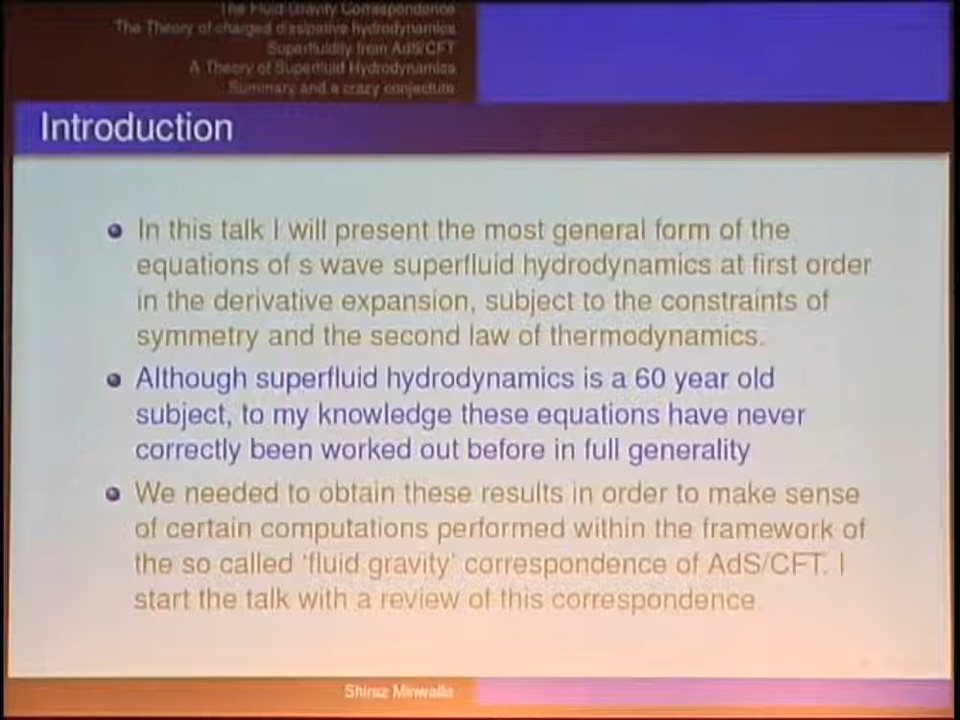 The Fluid Gravity Correspondence
The Theory of charged dissipative hydrodynamics
Superfluidity from AdS/CFT
A Theory of Superfluid Hydrodynamics
Summary and a crazy conjecture
Introduction
In this talk I will present the most general form of the
equations of s wave superfluid hydrodynamics at first order
in the derivative expansion, subject to the constraints of
symmetry and the second law of thermodynamics.
Although superfluid hydrodynamics is a 60 year old
subject, to my knowledge these equations have never
correctly been worked out before in full generality
We needed to obtain these results in order to make sense
of certain computations performed within the framework of
the so called 'fluid gravity' correspondence of AdS/CFT. I
start the talk with a review of this correspondence.
Shiraz Minwalla